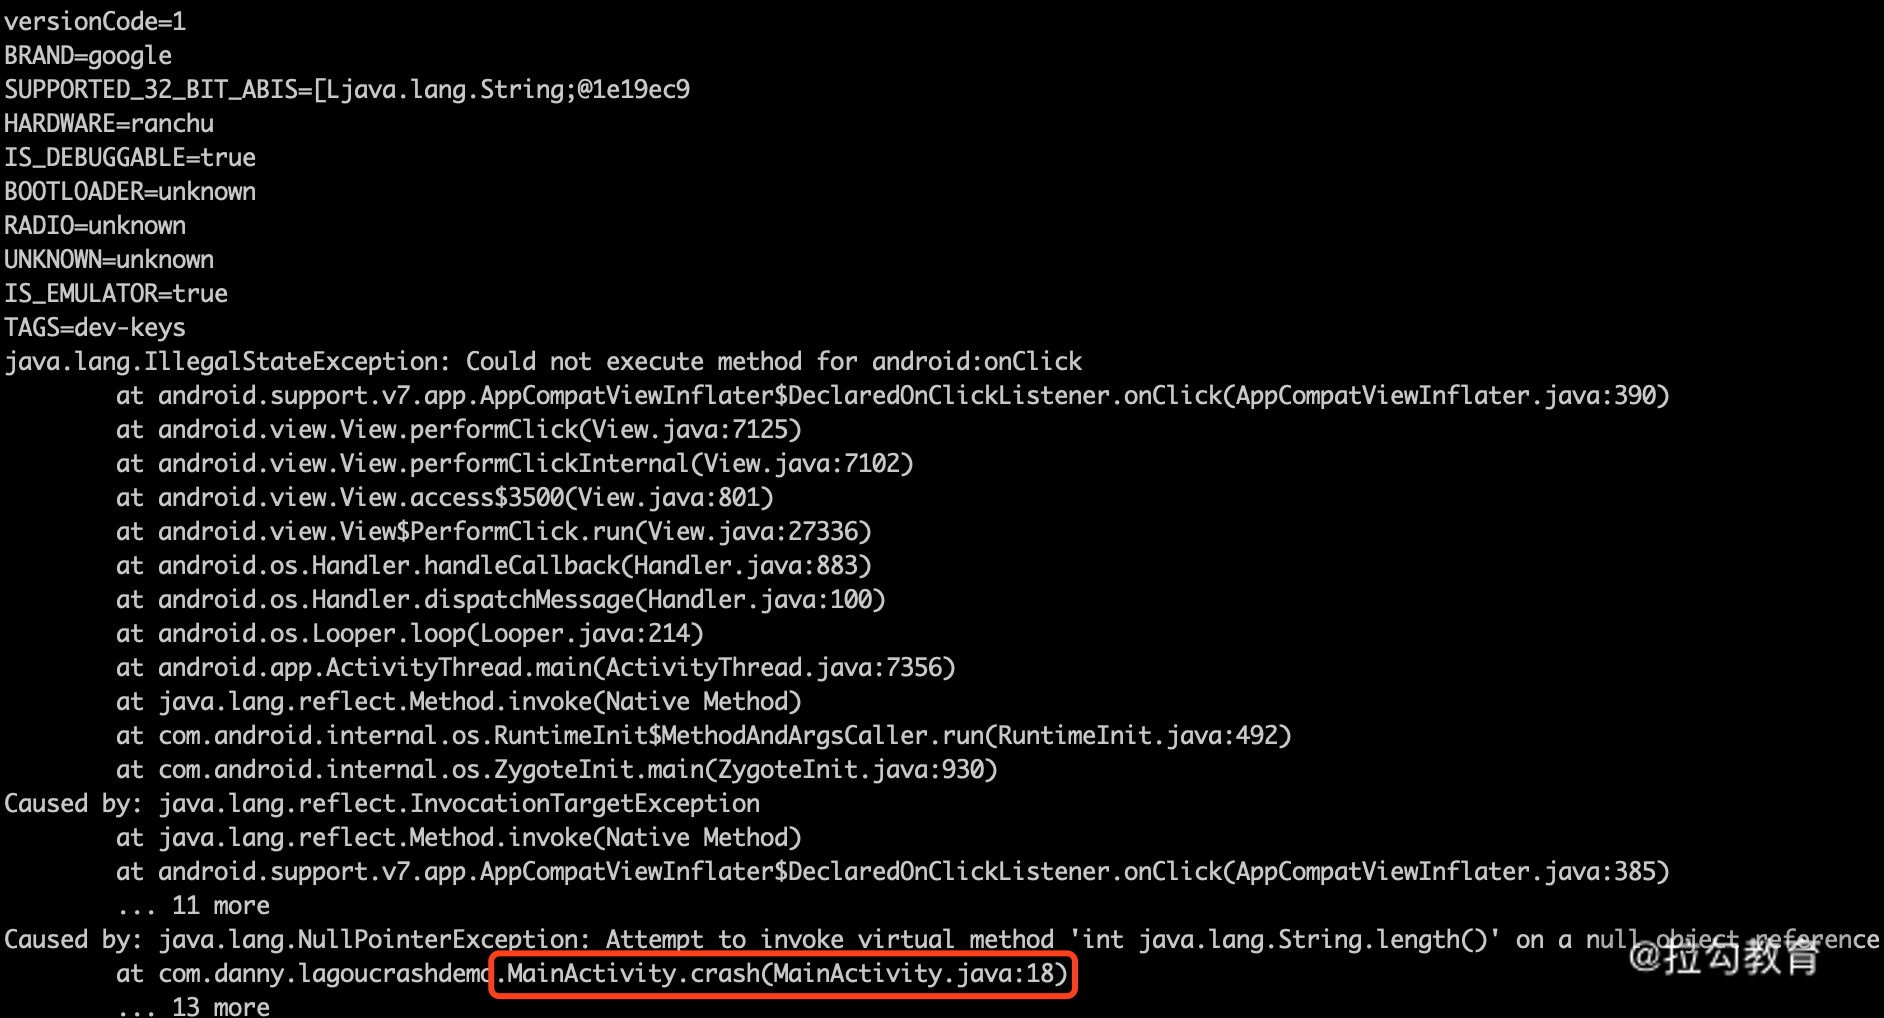 versionCode=1
BRAND=google
SUPPORTED_32_BIT_ABIS=[Ljava.lang.String;@1e19ec9
HARDWARE=ranchu
IS_DEBUGGABLE=true
BOOTLOADER=unknown
RADIO=unknown
UNKNOWN=unknown
IS_EMULATOR=true
TAGS=dev-keys
java.lang.IllegalStateException: Could not execute method for android:onClick
at android.support.v7.app.AppCompatViewInflater$DeclaredOnClickListener.onClick(AppCompatViewInflater.java:390)
at android.view.View.performClick(View.java:7125)
at android.view.View.performClickInternal(View.java:7102)
at android.view.View.access$3500(View.java:801)
at android.view.View$PerformClick.run(View.java:27336)
at android.os.Handler.handleCallback(Handler.java:883)
at android.os.Handler.dispatchMessage(Handler.java:100)
at android.os.Looper.loop(Looper.java:214)
at android.app.ActivityThread.main(ActivityThread.java:7356)
at java.lang.reflect.Method.invoke(Native Method)
at com.android.internal.os.RuntimeInit$MethodAndArgsCaller.run(RuntimeInit.java:492)
at com.android.internal.os.ZygoteInit.main(ZygoteInit.java:930)
Caused by: java.lang.reflect.InvocationTargetException
at java.lang.reflect.Method.invoke(Native Method)
at android.support.v7.app.AppCompatViewInflater$DeclaredOnClickListener.onClick(AppCompatViewInflater.java:385)
... 11 more
Caused by: java.lang.NullPointerException: Attempt to invoke virtual method 'int java.lang.String.length()' on a null object reference
at com.danny.lagoucrashdemo.MainActivity.crash(MainActivity.java:18)
... 13 more
@拉勾教育